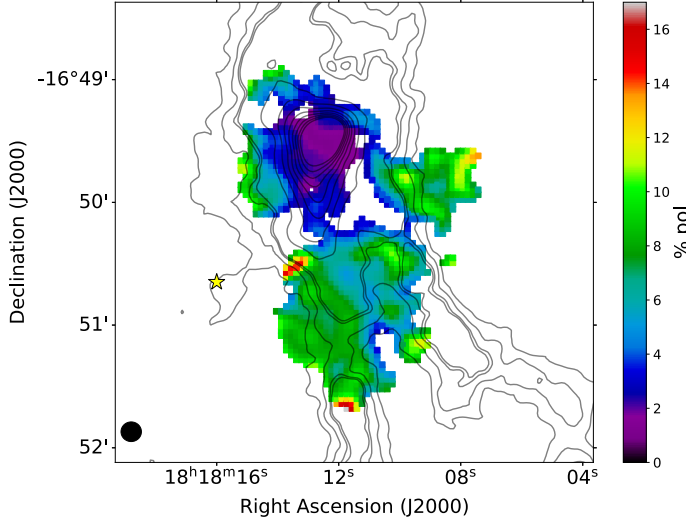 16
14
12
10
8
6
4
2
0
% pol
-16°49'
50'
51'
52'
Declination (J2000)
18ʰ18ᵐ16ˢ
12ˢ
08ˢ
04ˢ
Right Ascension (J2000)